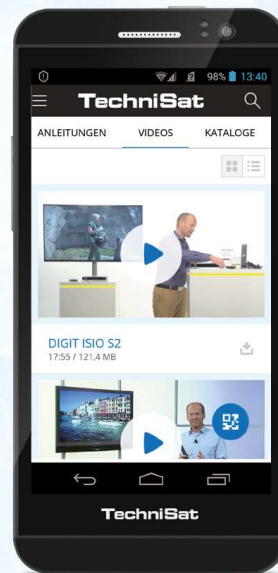 98% 13:40
TechniSat
ANLEITUNGEN VIDEOS KATALOGE
DIGIT ISIO S2
17:55 / 121,4 MB
TechniSat